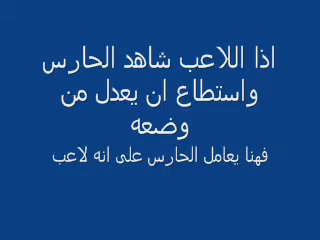 اذا اللاعب شاهد الحارس
واستطاع ان يعدل من
وضعه
فهنا يعامل الحارس على انه لاعب